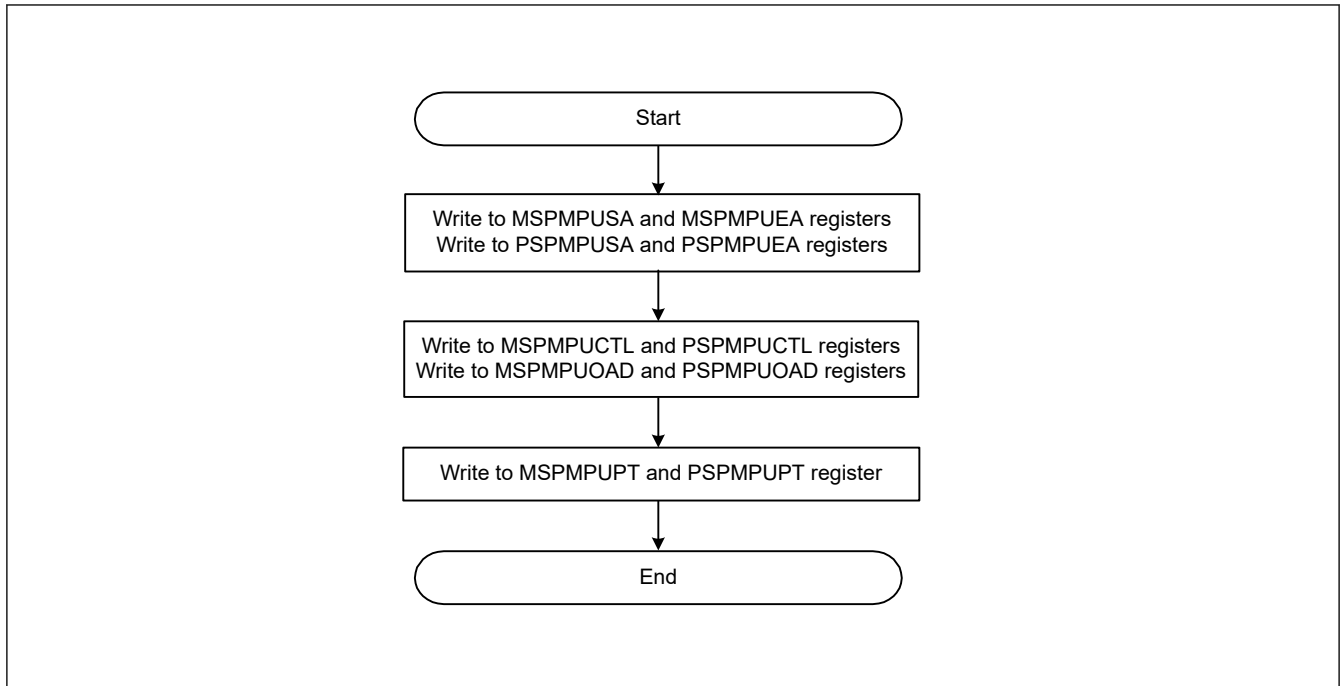 Start
Write to MSPMPUSA and MSPMPUEA registers
Write to PSPMPUSA and PSPMPUEA registers
Write to MSPMPUCTL and PSPMPUCTL registers
Write to MSPMPUOAD and PSPMPUOAD registers
Write to MSPMPUPT and PSPMPUPT register
End